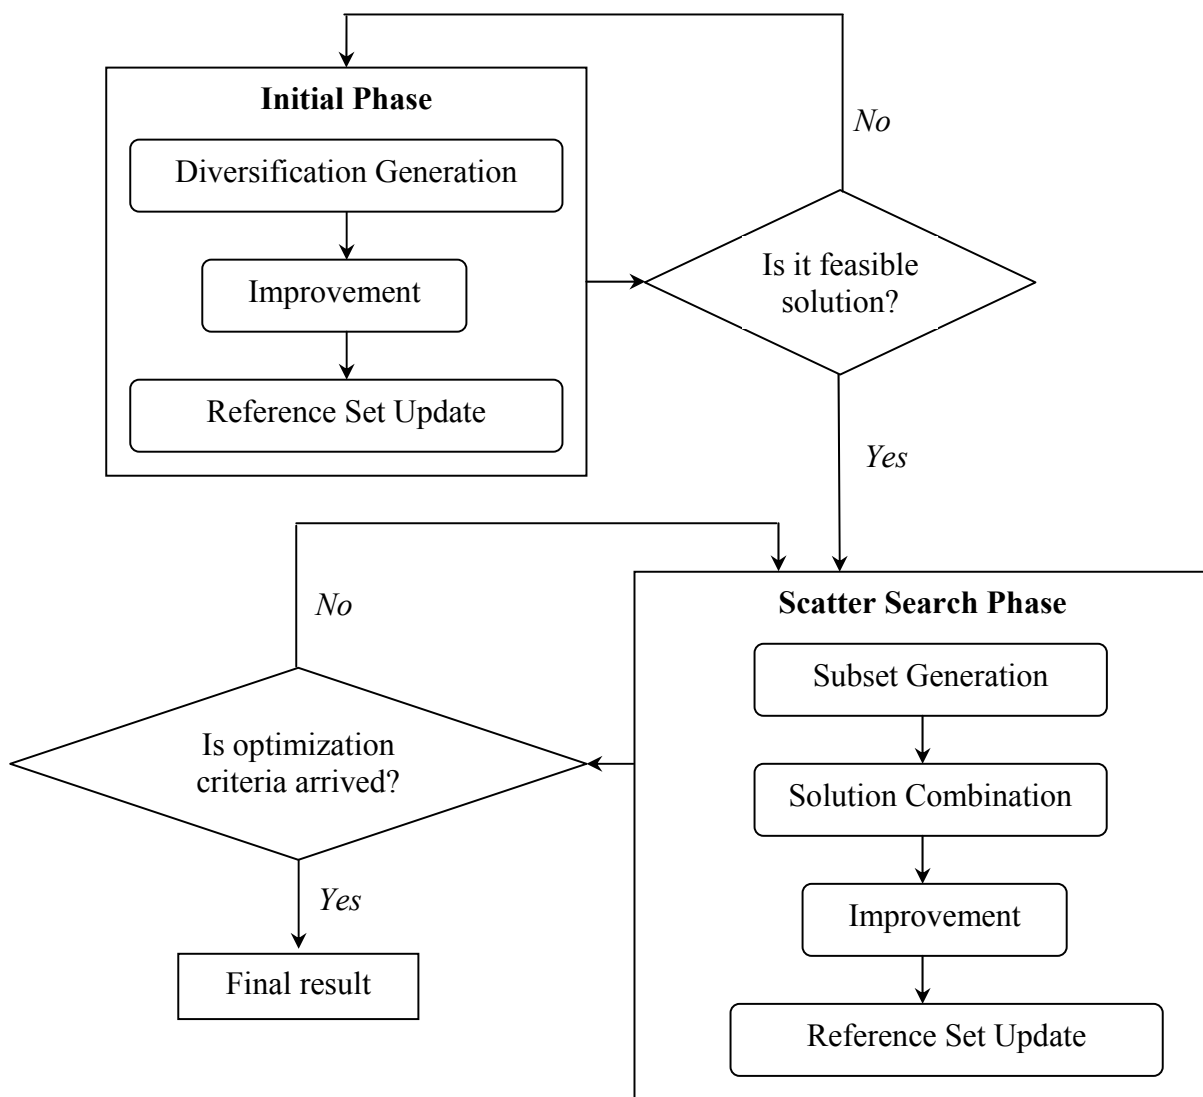 Initial Phase
Diversification Generation
Improvement
Reference Set Update
No
Is it feasible
solution?
Yes
Scatter Search Phase
Subset Generation
Solution Combination
Improvement
Reference Set Update
No
Is optimization
criteria arrived?
Yes
Final result